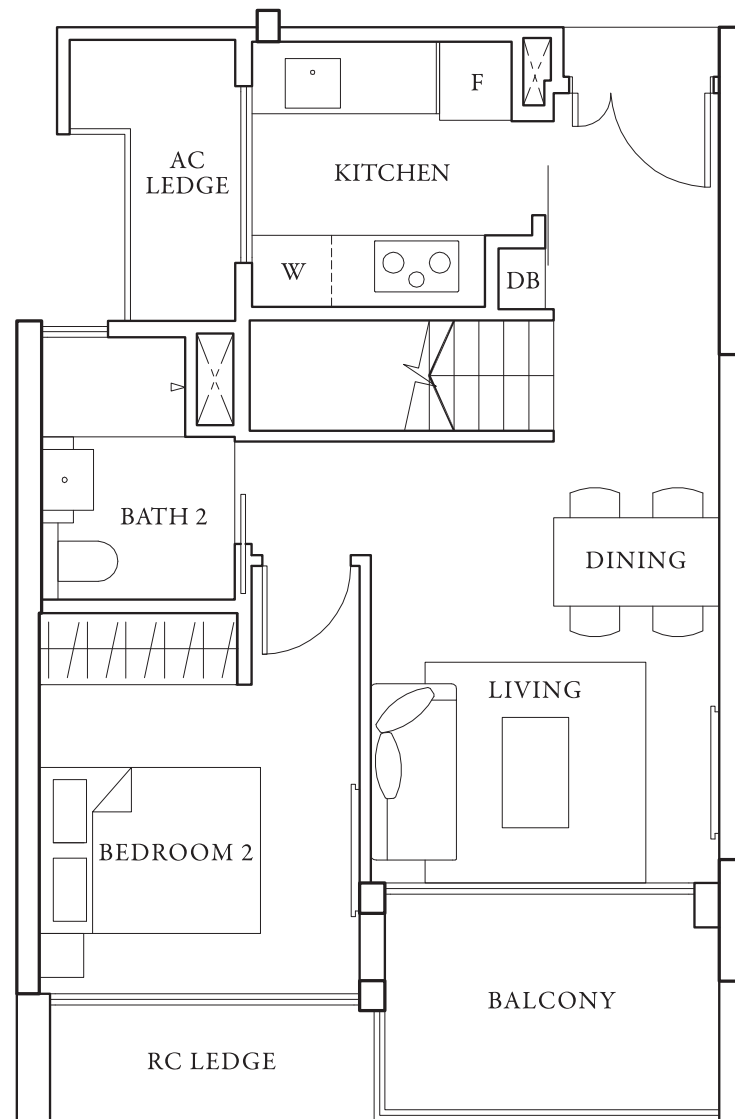 F
AC
LEDGE
KITCHEN
W
DB
BATH 2
DINING
LIVING
BEDROOM 2
BALCONY
RC LEDGE